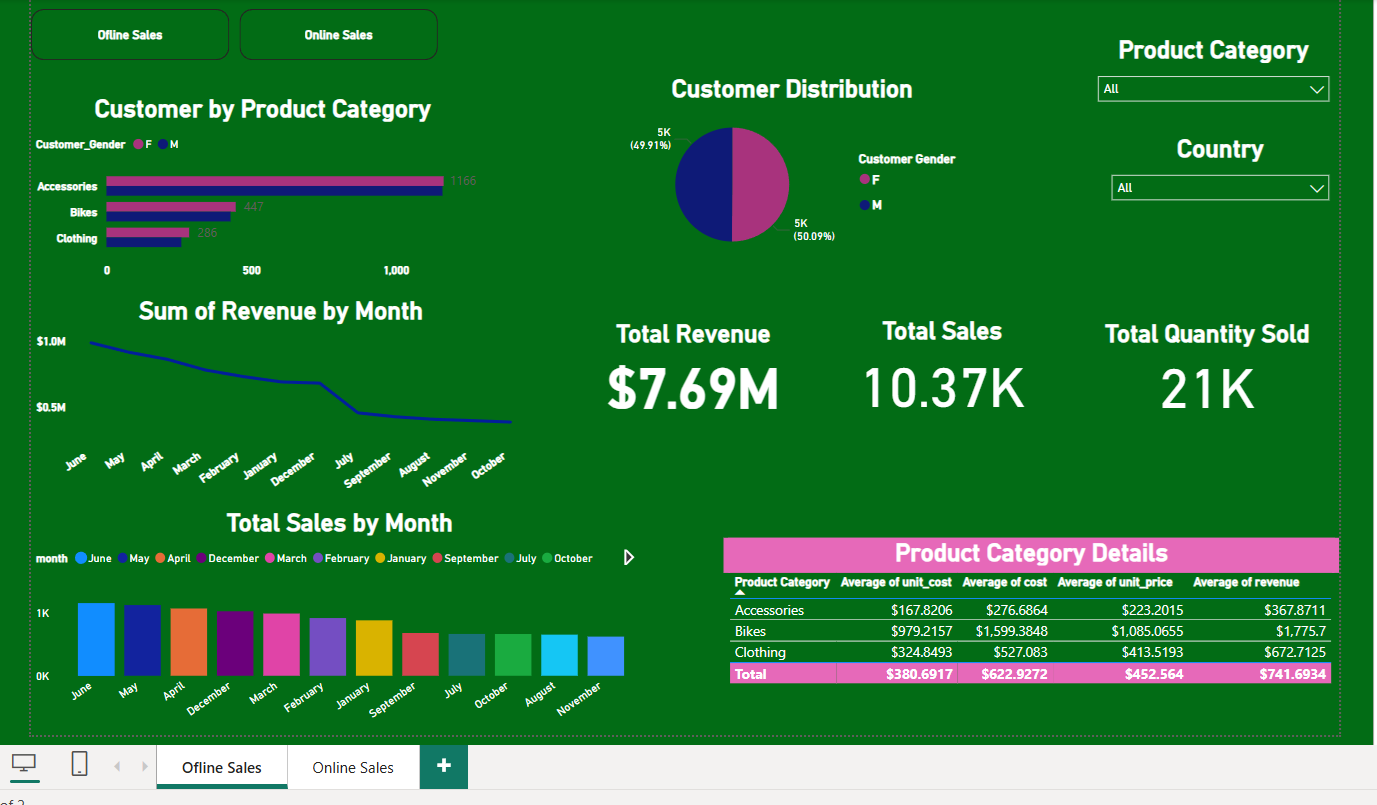 Ofline Sales
Online Sales
Product Category
All
Country
All
Customer by Product Category
Customer_Gender F M
Accessories 1166
Bikes 447
Clothing 286
0 500 1,000
Customer Distribution
5K
(49.91%)
5K
(50.09%)
Customer Gender
F
M
Sum of Revenue by Month
$1.0M
$0.5M
June May April March February January December July September August November October
Total Revenue
$7.69M
Total Sales
10.37K
Total Quantity Sold
21K
Total Sales by Month
month June May April December March February January September July October
1K
0K
June May April December March February January September July October August November
Product Category Details
Product Category Average of unit_cost Average of cost Average of unit_price Average of revenue
Accessories $167.8206 $276.6864 $223.2015 $367.8711
Bikes $979.2157 $1,599.3848 $1,085.0655 $1,775.7
Clothing $324.8493 $527.083 $413.5193 $672.7125
Total $380.6917 $622.9272 $452.564 $741.6934
Ofline Sales
Online Sales
+
of 2